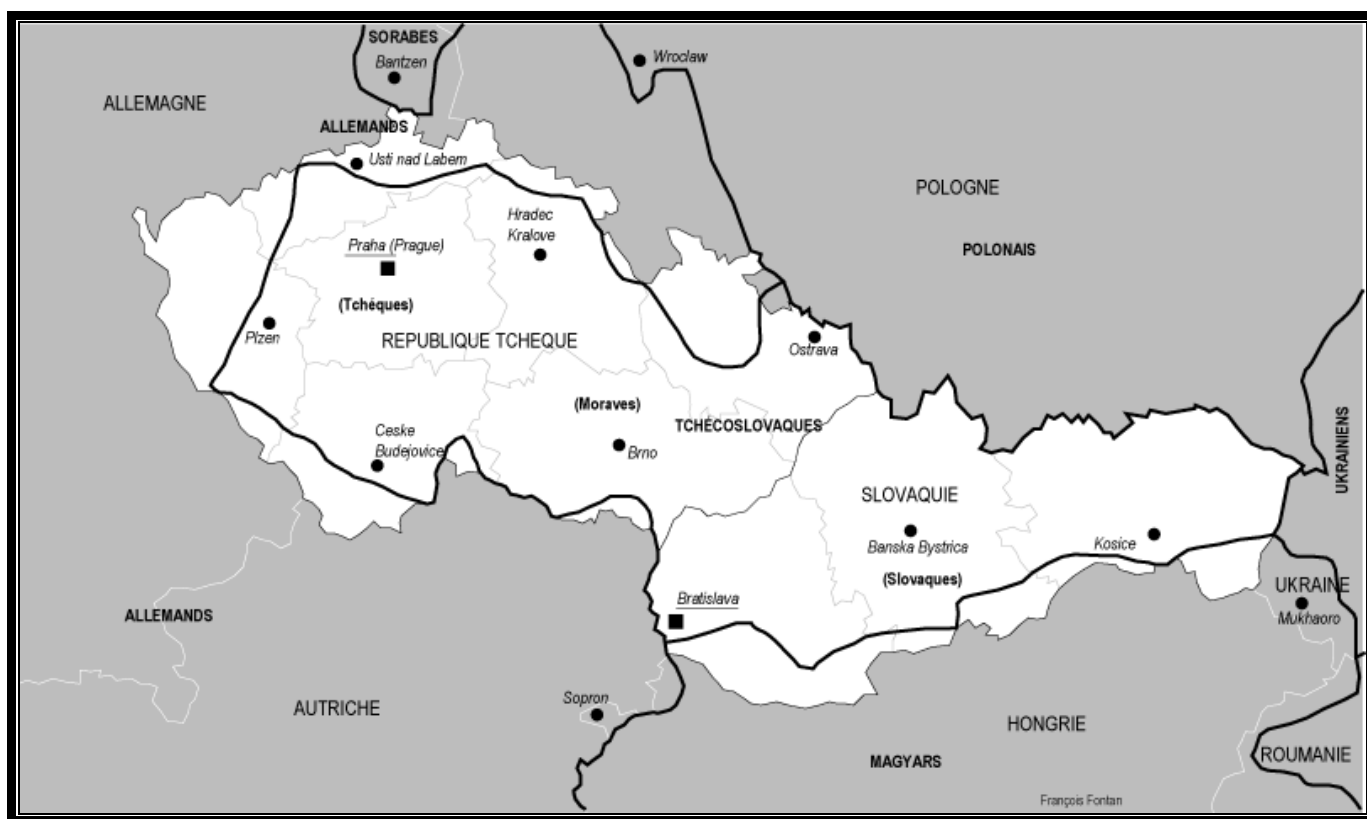 SORABES
Bantzen
Wroclaw
ALLEMAGNE
ALLEMANDS
Usti nad Labem
POLOGNE
Hradec
Kralove
Praha (Prague)
POLONAIS
(Tchéques)
Plzen
REPUBLIQUE TCHEQUE
Ostrava
(Moraves)
TCHÉCOSLOVAQUES
Ceske
Budejovice
Brno
UKRAINIENS
SLOVAQUIE
Banska Bystrica
Kosice
(Slovaques)
UKRAINE
Mukhaoro
Bratislava
ALLEMANDS
Sopron
AUTRICHE
HONGRIE
ROUMANIE
MAGYARS
François Fontan